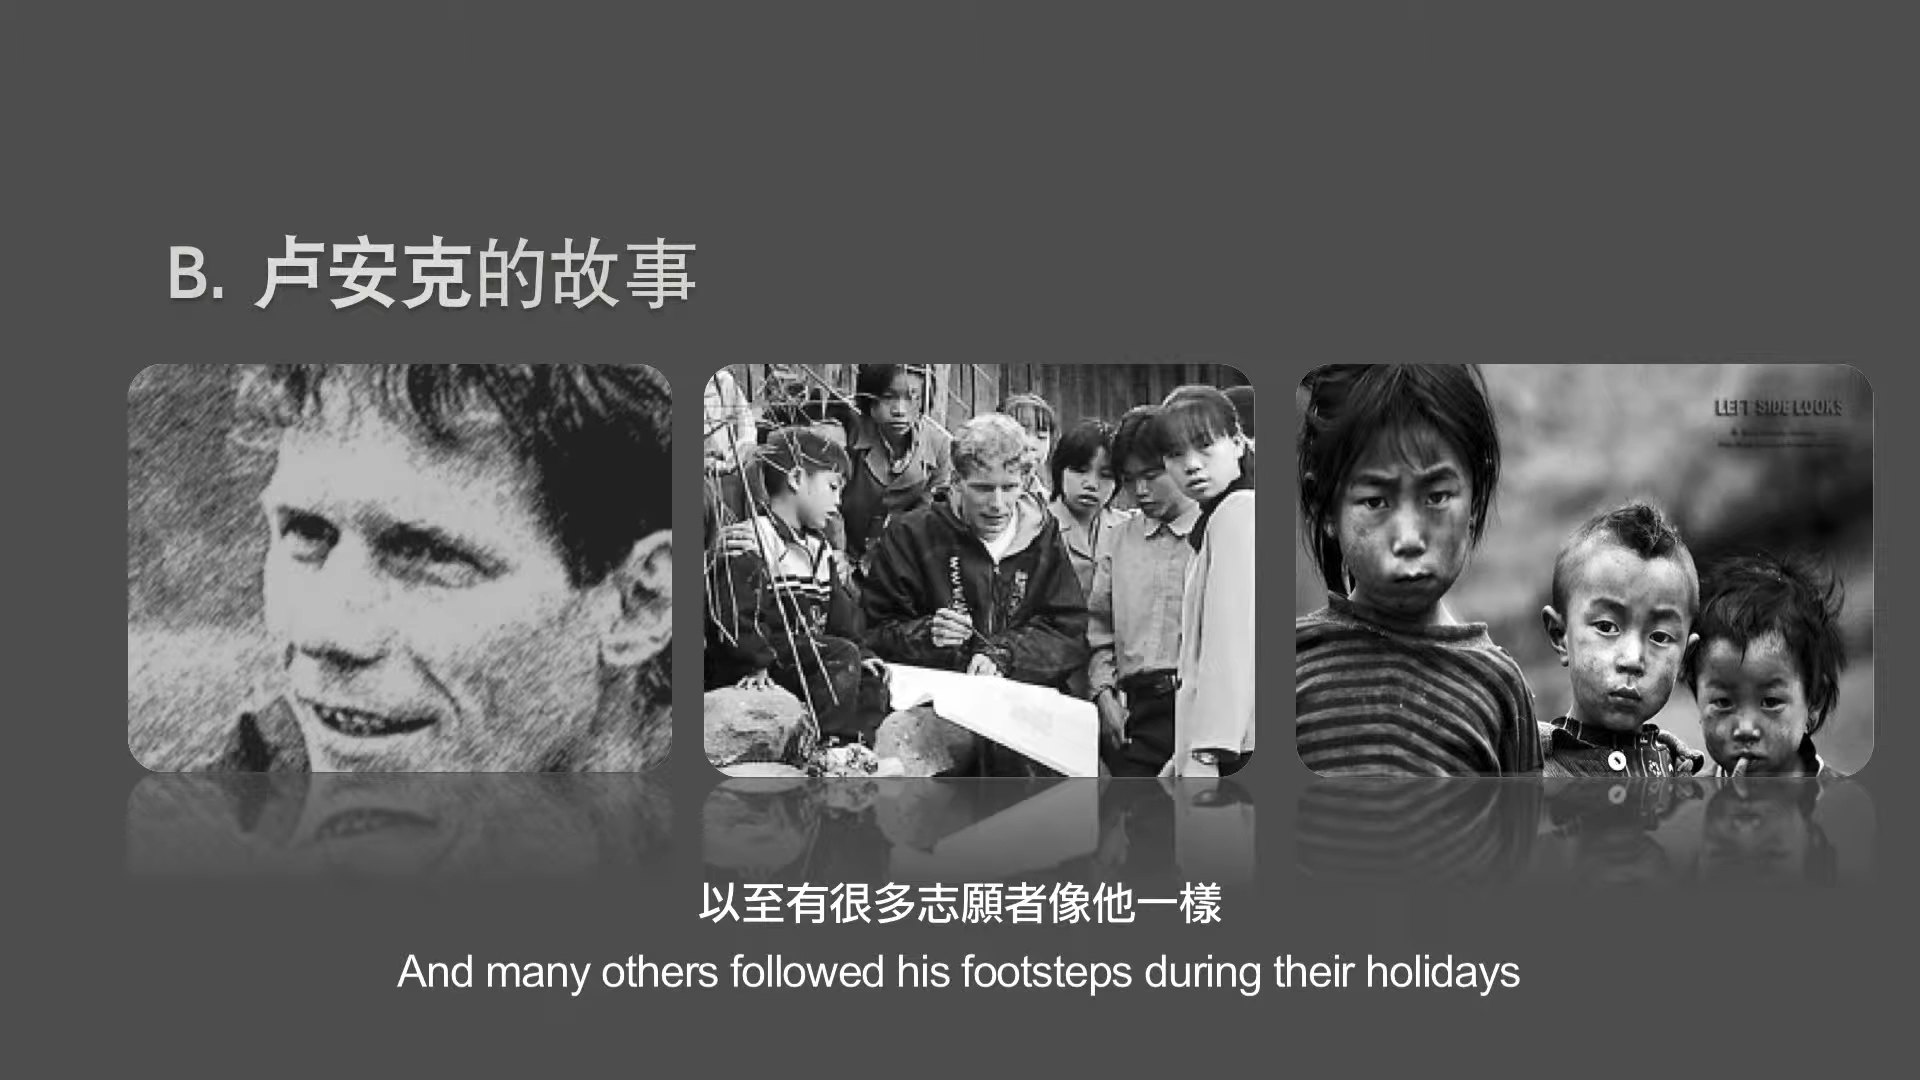 B. 卢安克的故事
LEFT SIDE LOOKS
以至有很多志願者像他一樣
And many others followed his footsteps during their holidays